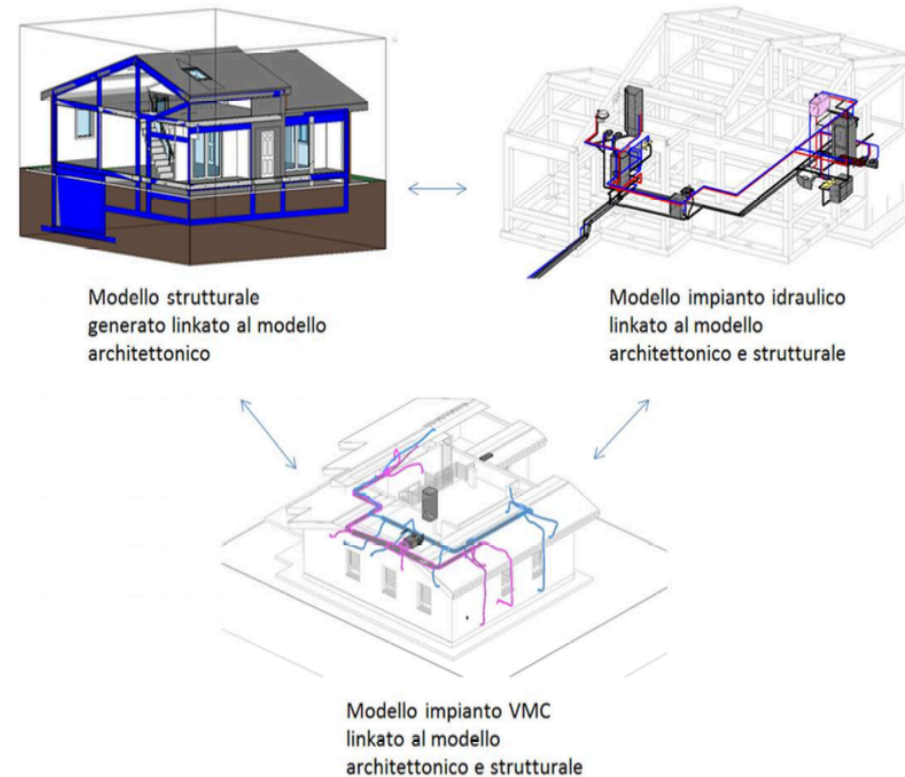 Modello strutturale
generato linkato al modello
architettonico
Modello impianto idraulico
linkato al modello
architettonico e strutturale
Modello impianto VMC
linkato al modello
architettonico e strutturale